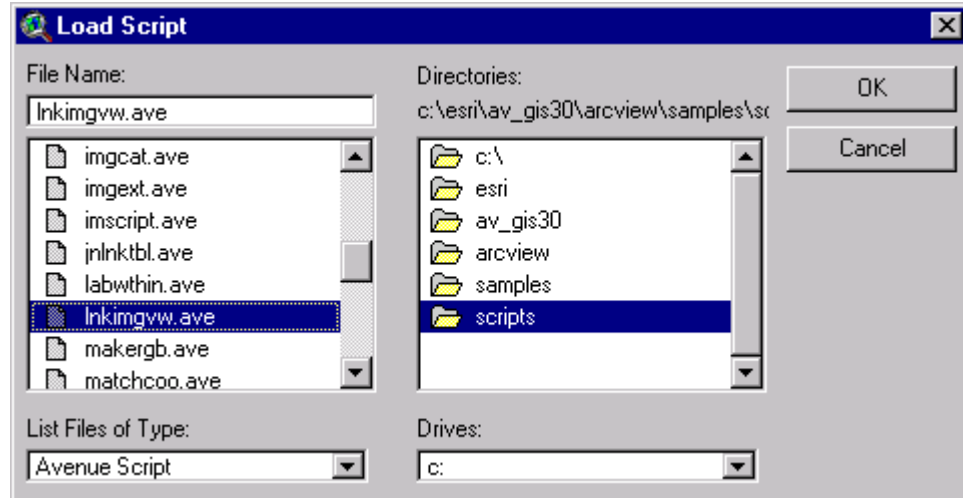 Load Script
File Name:
lnkimgvw.ave
imgcat.ave
imgext.ave
imscript.ave
jnlnktbl.ave
labwthin.ave
lnkimgvw.ave
makergb.ave
matchcoo.ave
List Files of Type:
Avenue Script
Directories:
c:\esri\av_gis30\arcview\samples\sc
c:\
esri
av_gis30
arcview
samples
scripts
Drives:
c:
OK
Cancel